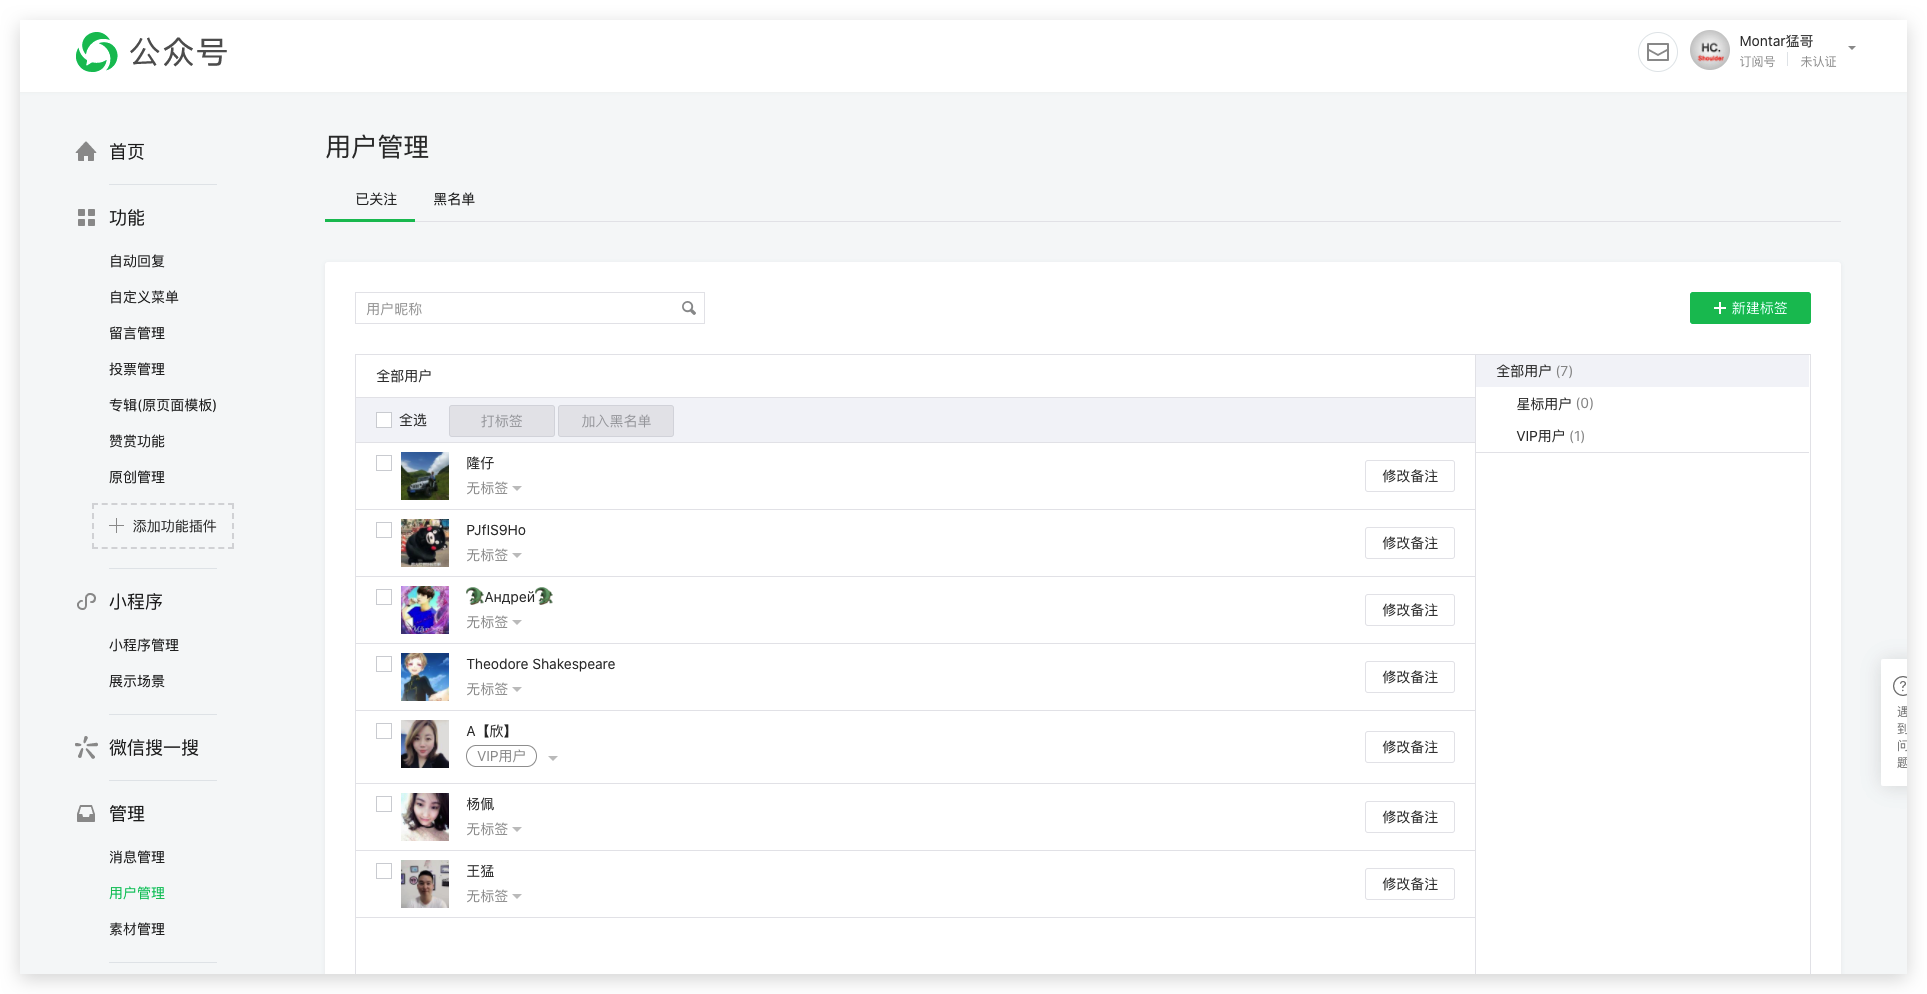 公众号
HC.
Shoulder
Montar猛哥
订阅号 未认证
首页
功能
自动回复
自定义菜单
留言管理
投票管理
专辑(原页面模板)
赞赏功能
原创管理
添加功能插件
小程序
小程序管理
展示场景
微信搜一搜
管理
消息管理
用户管理
素材管理
用户管理
已关注 黑名单
用户昵称
新建标签
全部用户
全选 打标签 加入黑名单
隆仔
无标签
修改备注
PJfIS9Ho
无标签
修改备注
🐊Андрей🐊
无标签
修改备注
Theodore Shakespeare
无标签
修改备注
A【欣】
VIP用户
修改备注
杨佩
无标签
修改备注
王猛
无标签
修改备注
全部用户 (7)
星标用户 (0)
VIP用户 (1)
?
遇
到
问
题